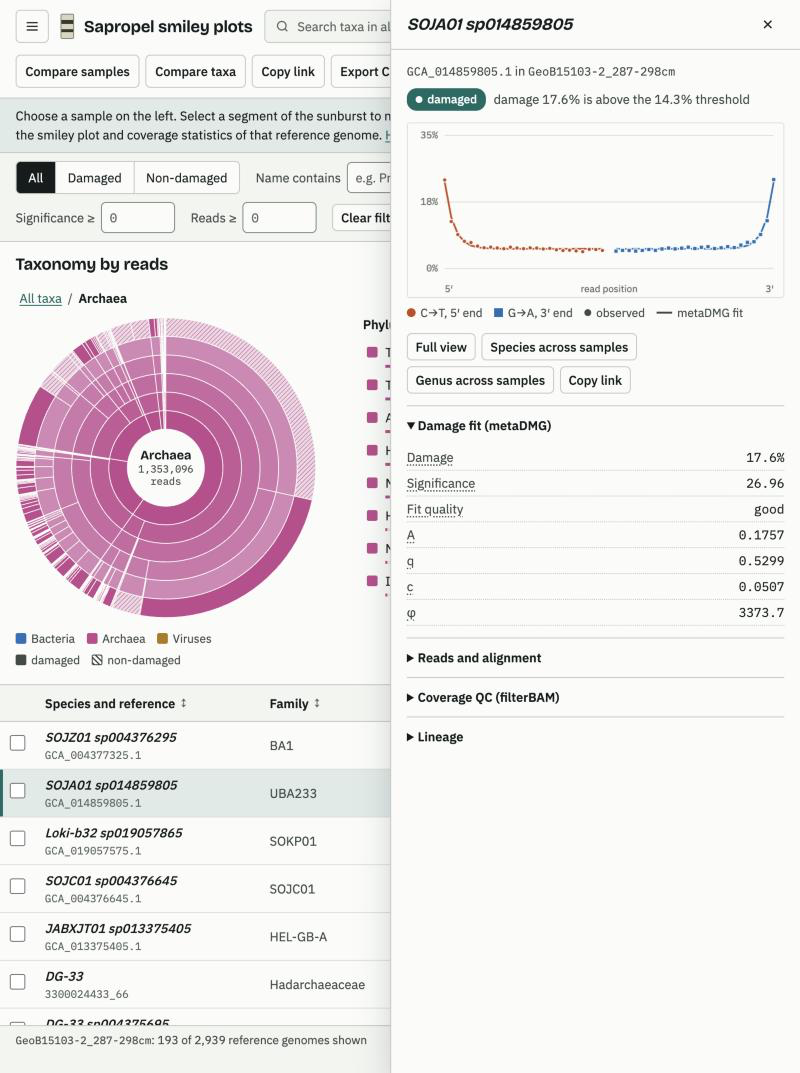 Sapropel smiley plots
Search taxa in al
Compare samples
Compare taxa
Copy link
Export C
Choose a sample on the left. Select a segment of the sunburst to n
the smiley plot and coverage statistics of that reference genome. H
All
Damaged
Non-damaged
Name contains
e.g. Pr
Significance ≥
0
Reads ≥
0
Clear filt
Taxonomy by reads
All taxa / Archaea
Archaea
1,353,096
reads
Phylu
T
T
A
H
N
H
N
I
Bacteria
Archaea
Viruses
damaged
non-damaged
Species and reference ↕
Family ↕
SOJZ01 sp004376295
GCA_004377325.1
BA1
SOJA01 sp014859805
GCA_014859805.1
UBA233
Loki-b32 sp019057865
GCA_019057575.1
SOKP01
SOJC01 sp004376645
GCA_004376645.1
SOJC01
JABXJT01 sp013375405
GCA_013375405.1
HEL-GB-A
DG-33
3300024433_66
Hadarchaeaceae
DG-33 sp004375695
GeoB15103-2_287-298cm: 193 of 2,939 reference genomes shown
SOJA01 sp014859805
×
GCA_014859805.1 in GeoB15103-2_287-298cm
damaged
damage 17.6% is above the 14.3% threshold
35%
18%
0%
5′
read position
3′
C→T, 5′ end
G→A, 3′ end
observed
metaDMG fit
Full view
Species across samples
Genus across samples
Copy link
▼ Damage fit (metaDMG)
Damage 17.6%
Significance 26.96
Fit quality good
A 0.1757
q 0.5299
c 0.0507
φ 3373.7
▶ Reads and alignment
▶ Coverage QC (filterBAM)
▶ Lineage